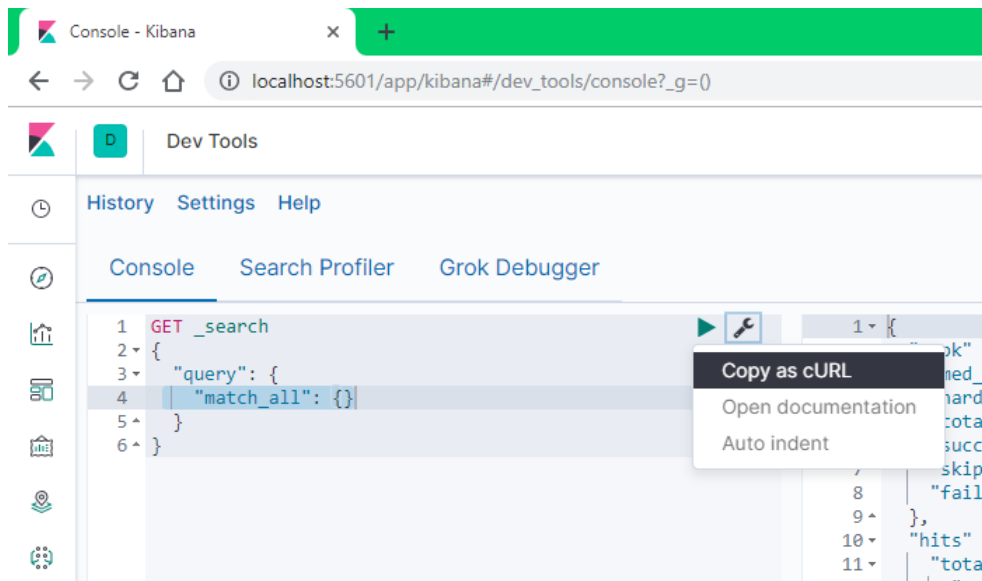 Console - Kibana
localhost:5601/app/kibana#/dev_tools/console?_g=()
D Dev Tools
History Settings Help
Console Search Profiler Grok Debugger
1 GET _search
2 {
3 "query": {
4 "match_all": {}
5 }
6 }
Copy as cURL
Open documentation
Auto indent
1 {
8 "fail
9 },
10 "hits"
11 "tota